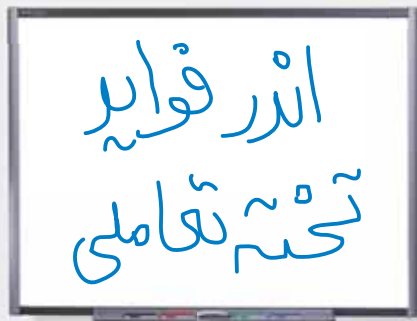 اندر فواید
تخته تعاملی